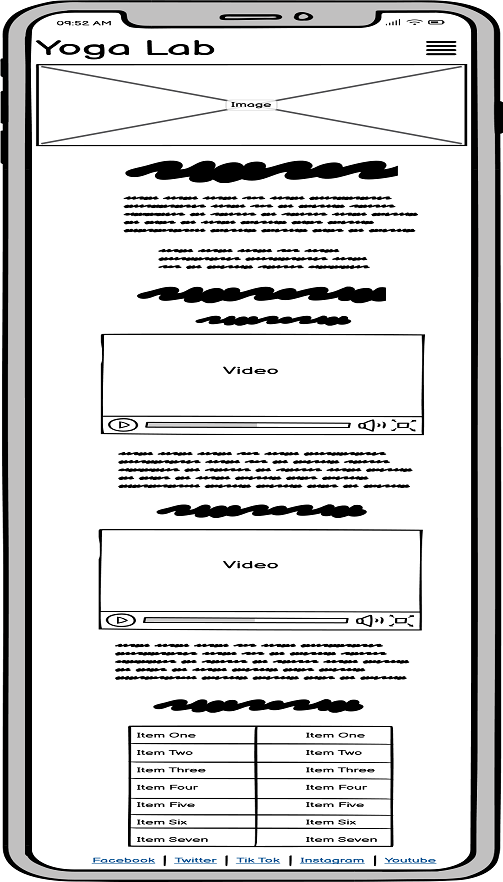 09:52 AM
Yoga Lab
Image
Video
Video
Item One Item One
Item Two Item Two
Item Three Item Three
Item Four Item Four
Item Five Item Five
Item Six Item Six
Item Seven Item Seven
Facebook | Twitter | Tik Tok | Instagram | Youtube